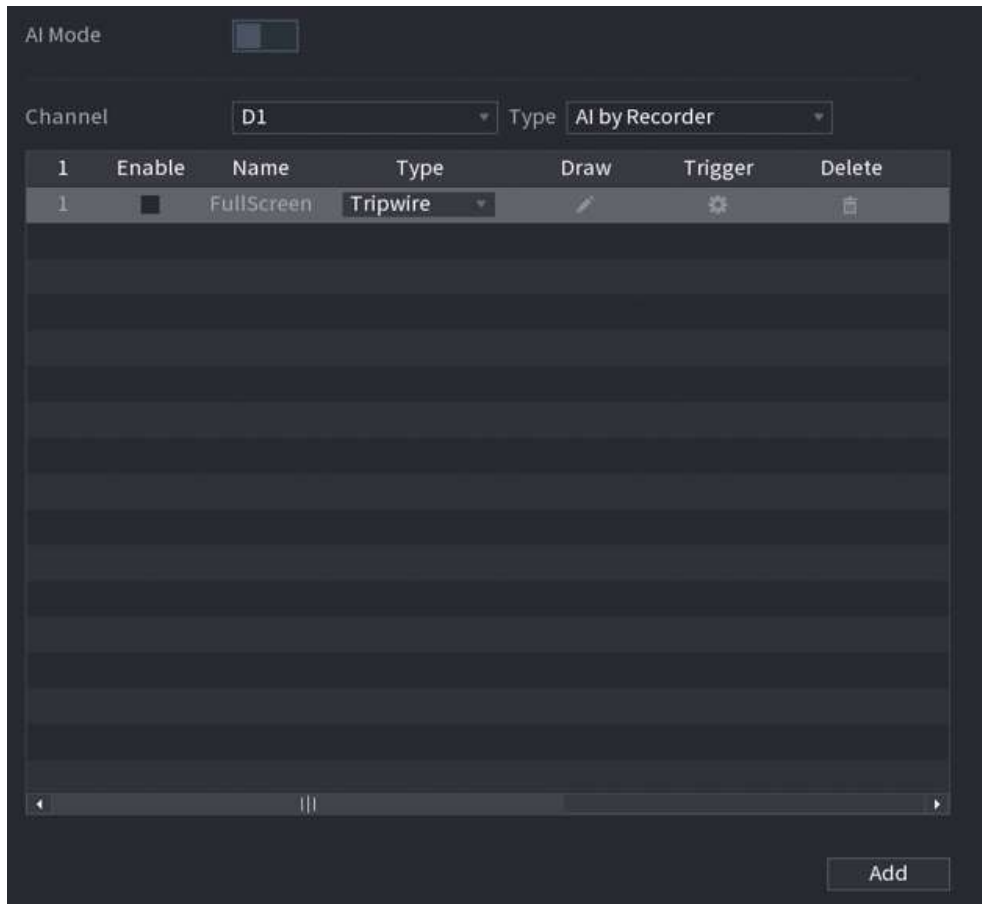 AI Mode
Channel D1 Type AI by Recorder
1 Enable Name Type Draw Trigger Delete
1 FullScreen Tripwire
Add